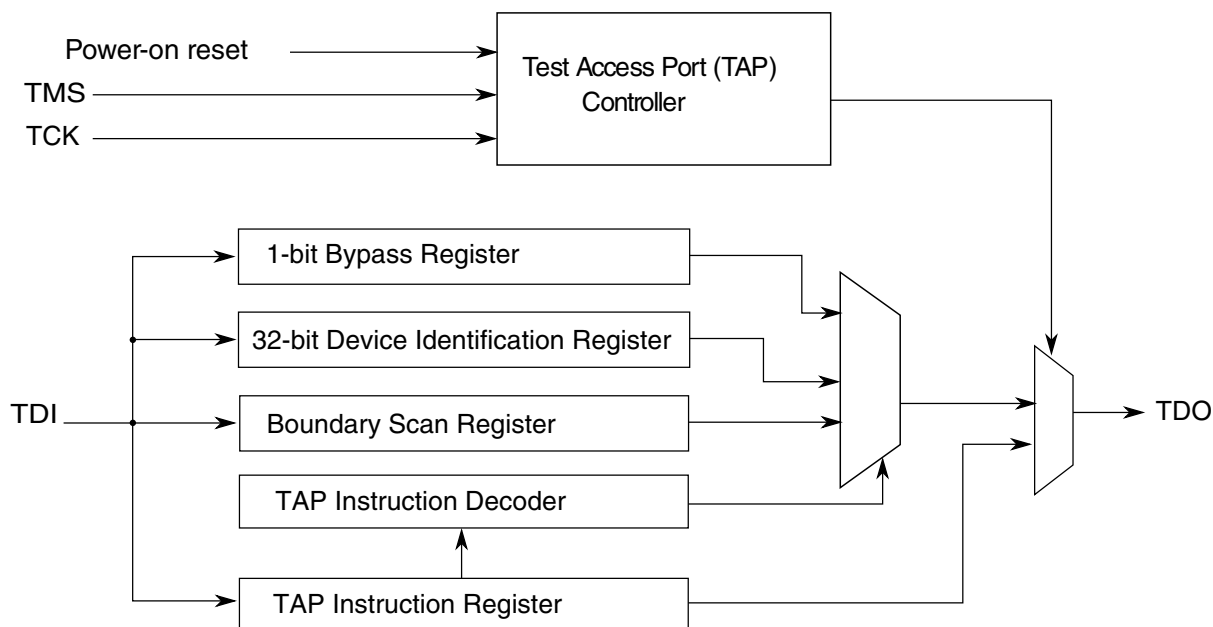 Power-on reset
TMS
TCK
Test Access Port (TAP)
Controller
1-bit Bypass Register
32-bit Device Identification Register
TDI
Boundary Scan Register
TDO
TAP Instruction Decoder
TAP Instruction Register